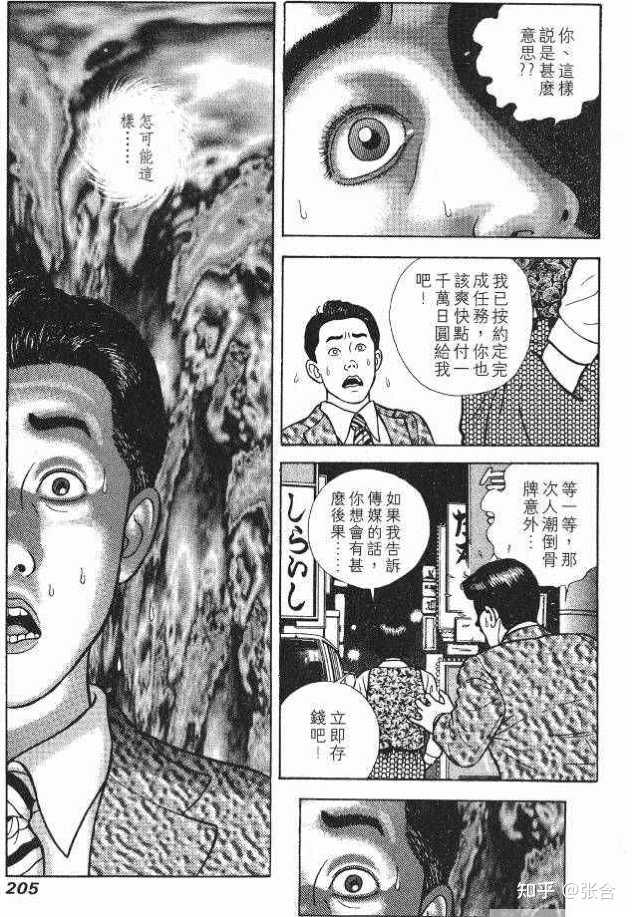 你、這樣
說是甚麼
意思??
我已按約定完
成任務，你也
該爽快點付一
千萬日圓給我
吧！
等一等，那
次人潮倒骨
牌意外…
如果我告訴
傳媒的話，
你想會有甚
麼後果……
しらいし
立即存
錢吧！
怎可能這
樣……
205
知乎 @张含